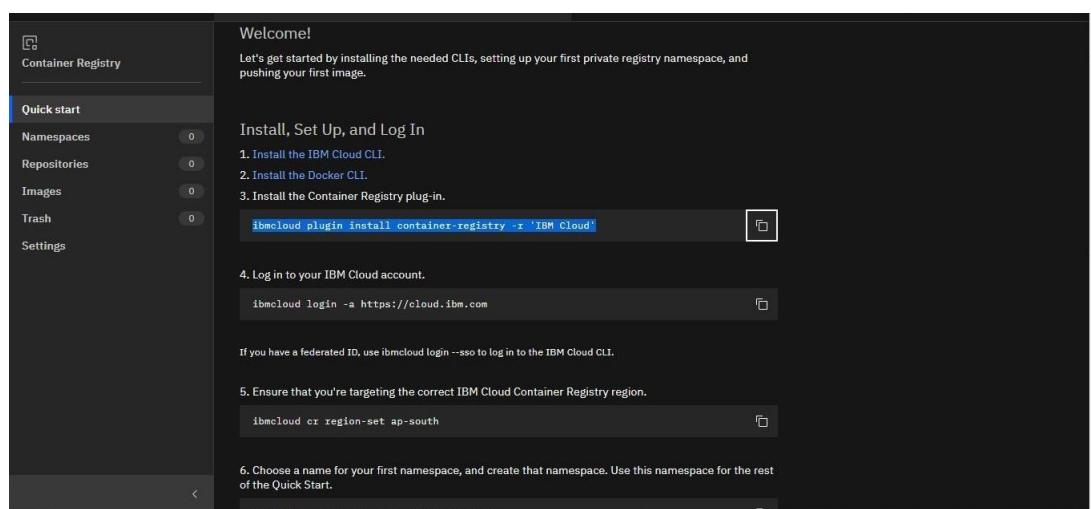 Container Registry
Quick start
Namespaces 0
Repositories 0
Images 0
Trash 0
Settings
Welcome!
Let's get started by installing the needed CLIs, setting up your first private registry namespace, and
pushing your first image.
Install, Set Up, and Log In
1. Install the IBM Cloud CLI.
2. Install the Docker CLI.
3. Install the Container Registry plug-in.
ibmcloud plugin install container-registry -r 'IBM Cloud'
4. Log in to your IBM Cloud account.
ibmcloud login -a https://cloud.ibm.com
If you have a federated ID, use ibmcloud login --sso to log in to the IBM Cloud CLI.
5. Ensure that you're targeting the correct IBM Cloud Container Registry region.
ibmcloud cr region-set ap-south
6. Choose a name for your first namespace, and create that namespace. Use this namespace for the rest
of the Quick Start.